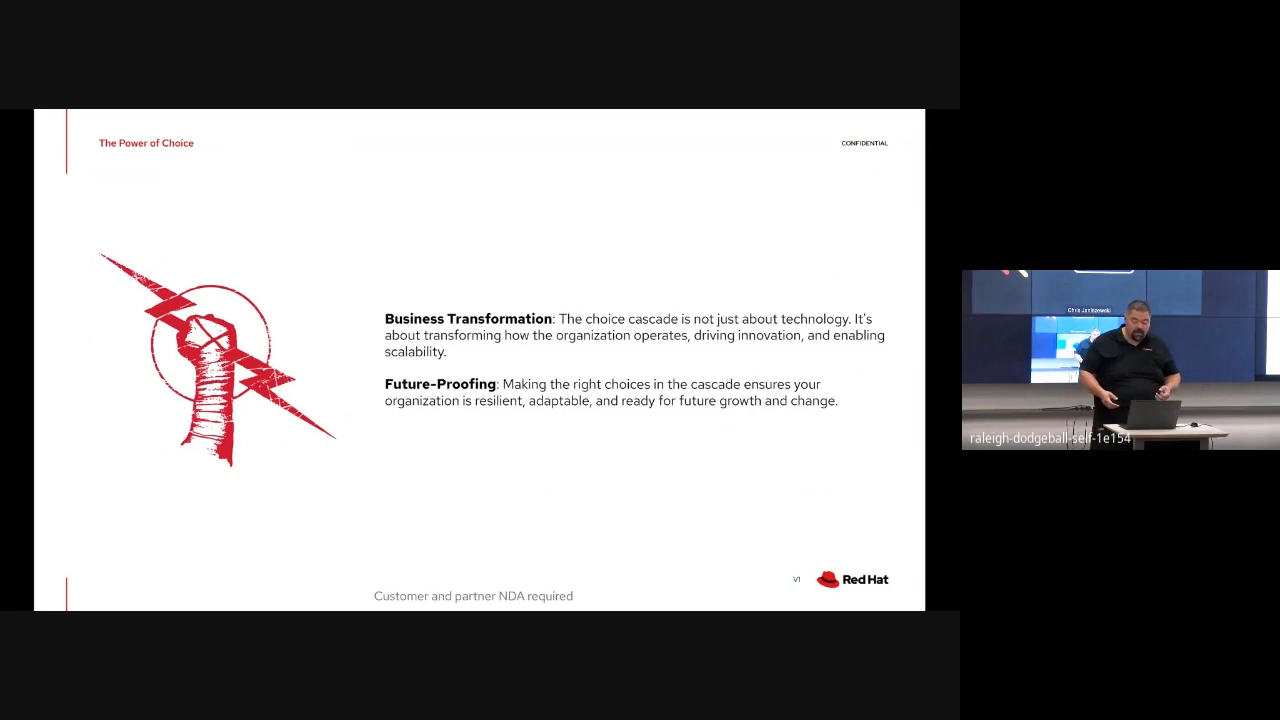 The Power of Choice
CONFIDENTIAL
Business Transformation: The choice cascade is not just about technology. It's
about transforming how the organization operates, driving innovation, and enabling
scalability.
Future-Proofing: Making the right choices in the cascade ensures your
organization is resilient, adaptable, and ready for future growth and change.
V1
Red Hat
Customer and partner NDA required
Chris Janiszewski
raleigh-dodgeball-self-1e154